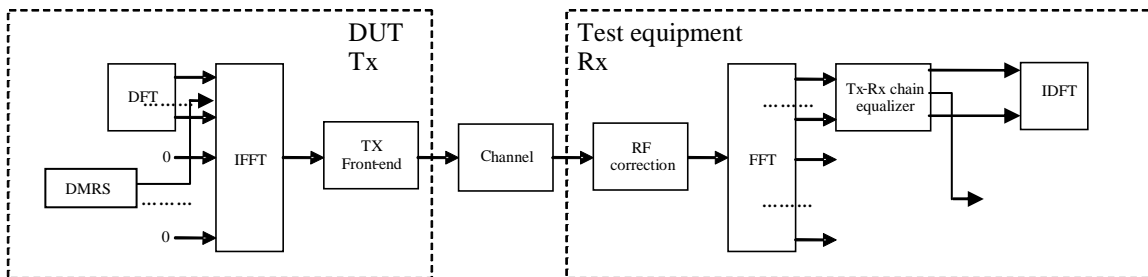 DUT
Tx
Test equipment
Rx
DFT
………
IFFT
0
DMRS
………
0
TX
Front-end
Channel
RF
correction
FFT
………
………
Tx-Rx chain
equalizer
IDFT